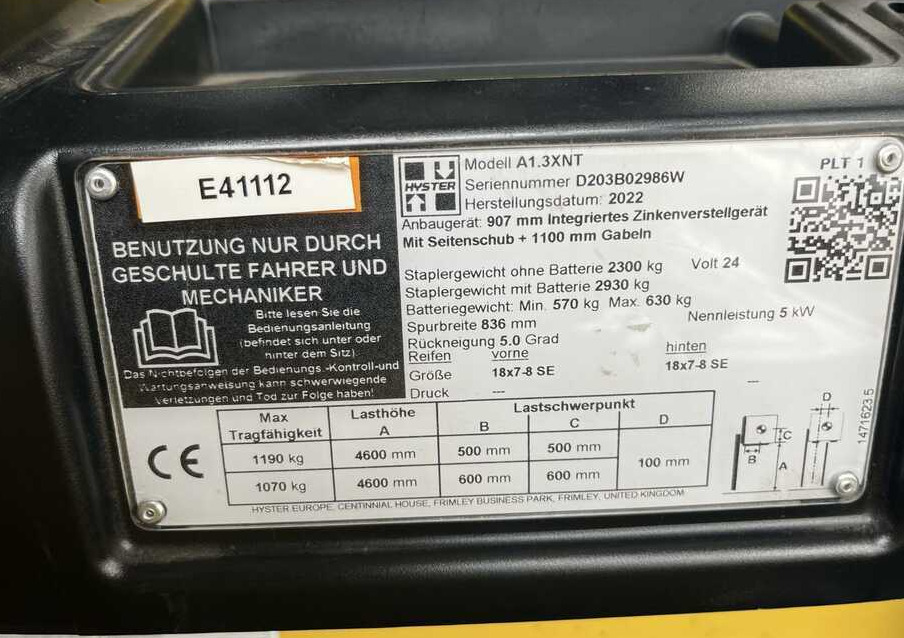 E41112
BENUTZUNG NUR DURCH
GESCHULTE FAHRER UND
MECHANIKER
Bitte lesen Sie die
Bedienungsanleitung
(befindet sich unter oder
hinter dem Sitz)
Das Nichtbefolgen der Bedienungs-,-Kontroll-und
Wartungsanweisung kann schwerwiegende
Verletzungen und Tod zur Folge haben!
HYSTER
Modell A1.3XNT
Seriennummer D203B02986W
Herstellungsdatum: 2022
PLT 1
Anbaugerät: 907 mm Integriertes Zinkenverstellgerät
Mit Seitenschub + 1100 mm Gabeln
Staplergewicht ohne Batterie 2300 kg Volt 24
Staplergewicht mit Batterie 2930 kg
Batteriegewicht: Min. 570 kg Max. 630 kg
Spurbreite 836 mm Nennleistung 5 kW
Rückneigung 5.0 Grad
Reifen vorne hinten
Größe 18x7-8 SE 18x7-8 SE
Druck --- ---
CE
Max Tragfähigkeit Lasthöhe A Lastschwerpunkt
B C D
1190 kg 4600 mm 500 mm 500 mm 100 mm
1070 kg 4600 mm 600 mm 600 mm
D
C
B
A
1471623 5
HYSTER EUROPE, CENTINNIAL HOUSE, FRIMLEY BUSINESS PARK, FRIMLEY, UNITED KINGDOM